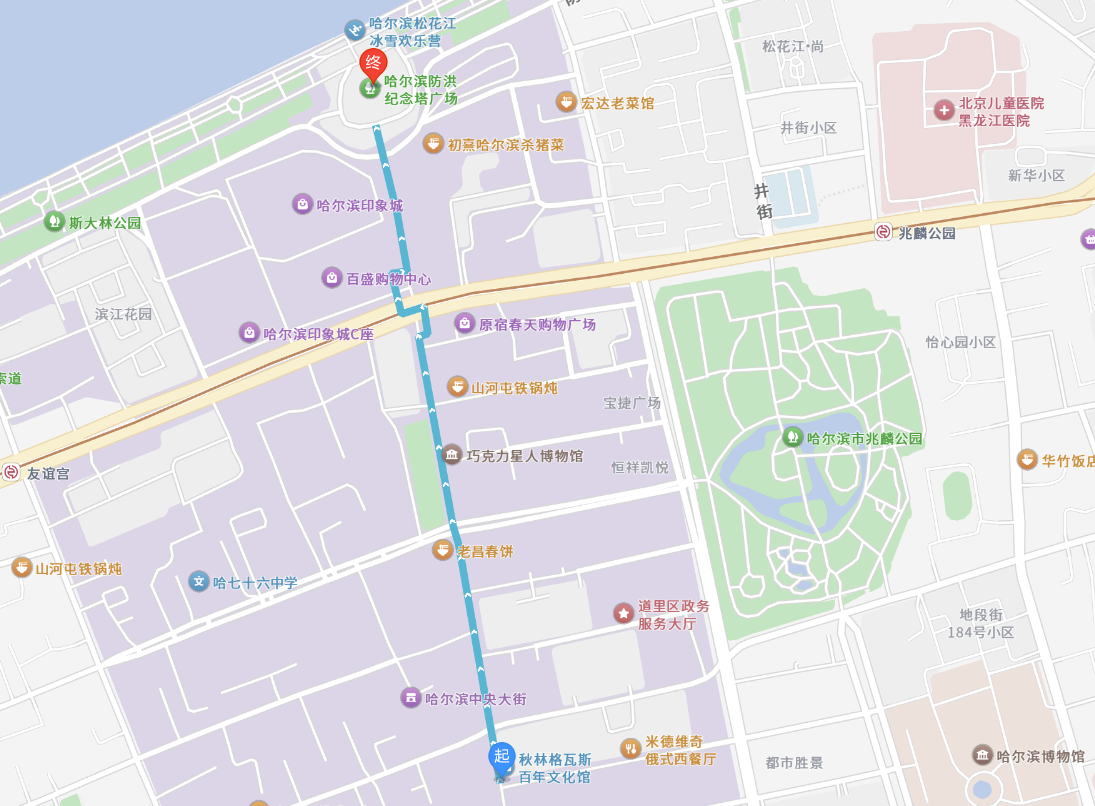 哈尔滨松花江
冰雪欢乐营
终
哈尔滨防洪
纪念塔广场
松花江·尚
宏达老菜馆
北京儿童医院
黑龙江医院
井街小区
初熹哈尔滨杀猪菜
新华小区
井
街
哈尔滨印象城
斯大林公园
兆麟公园
百盛购物中心
滨江花园
原宿春天购物广场
哈尔滨印象城C座
怡心园小区
索道
山河屯铁锅炖
宝捷广场
哈尔滨市兆麟公园
巧克力星人博物馆
华竹饭店
恒祥凯悦
友谊宫
老昌春饼
山河屯铁锅炖
哈七十六中学
道里区政务
服务大厅
地段街
184号小区
哈尔滨中央大街
米德维奇
俄式西餐厅
起
秋林格瓦斯
百年文化馆
都市胜景
哈尔滨博物馆